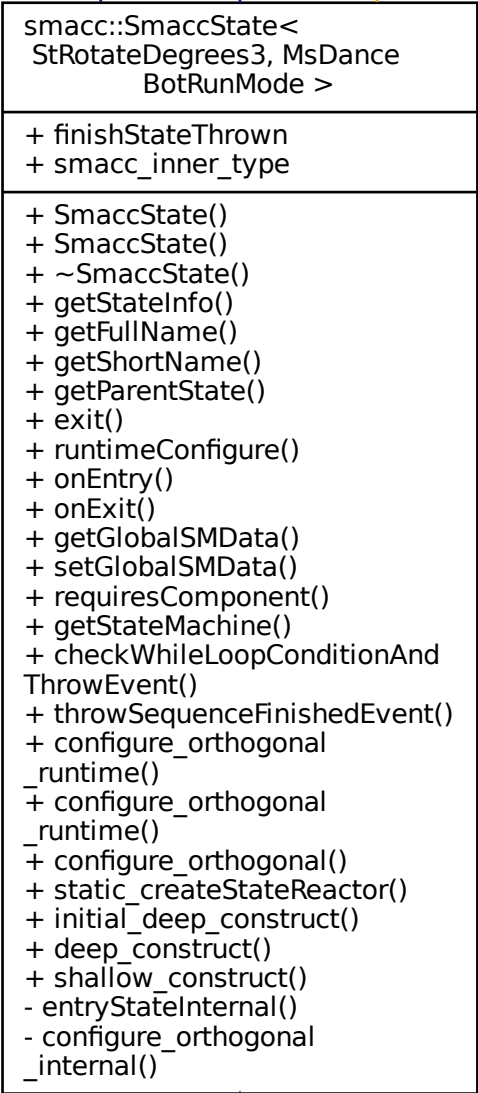 smacc::SmaccState<
StRotateDegrees3, MsDance
BotRunMode >
+ finishStateThrown
+ smacc_inner_type
+ SmaccState()
+ SmaccState()
+ ~SmaccState()
+ getStateInfo()
+ getFullName()
+ getShortName()
+ getParentState()
+ exit()
+ runtimeConfigure()
+ onEntry()
+ onExit()
+ getGlobalSMData()
+ setGlobalSMData()
+ requiresComponent()
+ getStateMachine()
+ checkWhileLoopConditionAnd
ThrowEvent()
+ throwSequenceFinishedEvent()
+ configure_orthogonal
_runtime()
+ configure_orthogonal
_runtime()
+ configure_orthogonal()
+ static_createStateReactor()
+ initial_deep_construct()
+ deep_construct()
+ shallow_construct()
- entryStateInternal()
- configure_orthogonal
_internal()